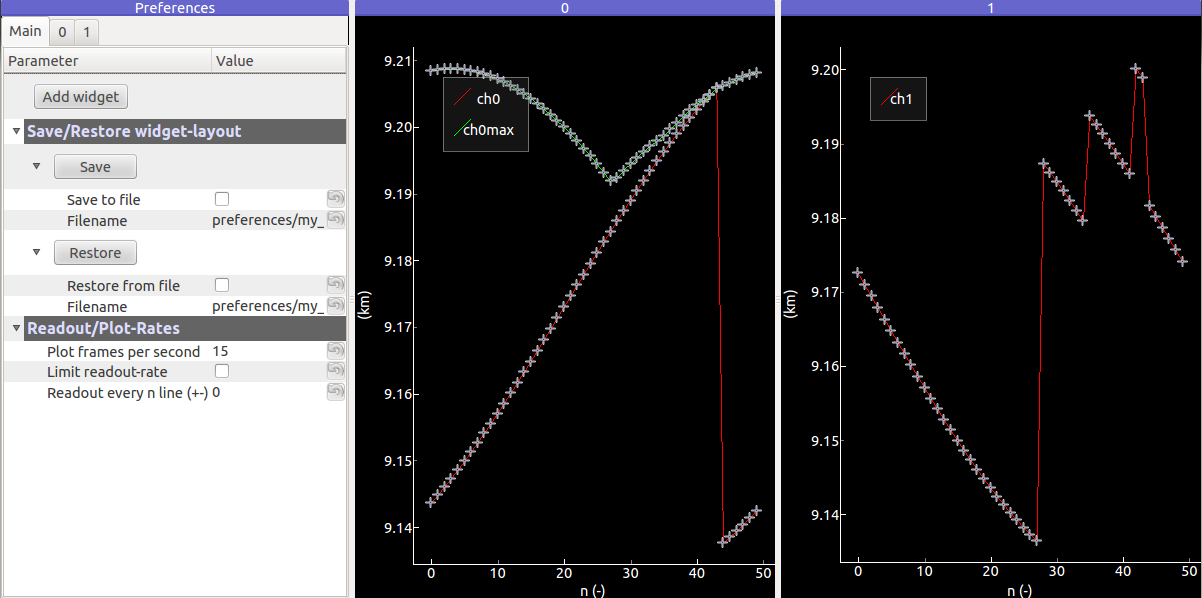 Preferences
Main 0 1
Parameter Value
Add widget
Save/Restore widget-layout
Save
Save to file
Filename preferences/my_
Restore
Restore from file
Filename preferences/my_
Readout/Plot-Rates
Plot frames per second 15
Limit readout-rate
Readout every n line (+-) 0
0
9.21
9.20
9.19
9.18
9.17
9.16
9.15
9.14
(km)
ch0
ch0max
0 10 20 30 40 50
n (-)
1
9.20
9.19
9.18
9.17
9.16
9.15
9.14
(km)
ch1
0 10 20 30 40 50
n (-)